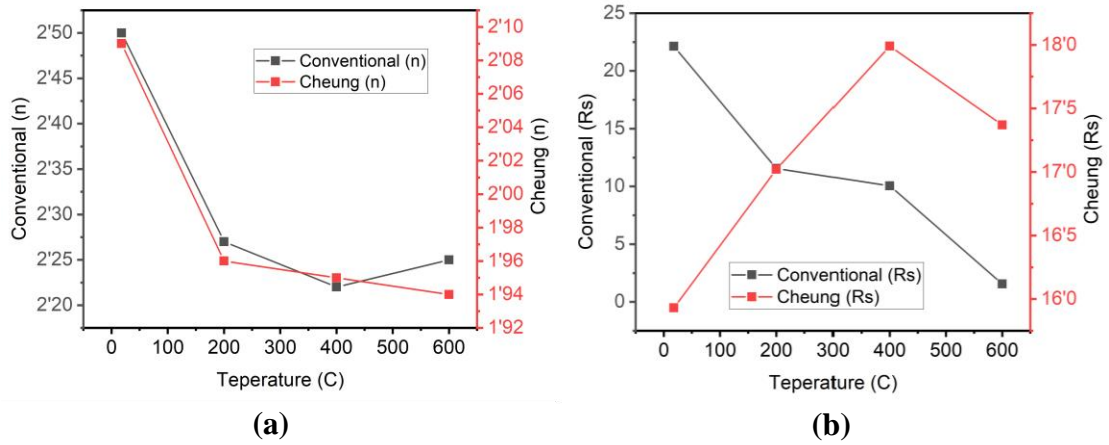 Conventional (n)
2'50
2'45
2'40
2'35
2'30
2'25
2'20
Conventional (n)
Cheung (n)
2'10
2'08
2'06
2'04
2'02
2'00
1'98
1'96
1'94
1'92
Cheung (n)
0 100 200 300 400 500 600
Teperature (C)
(a)
Conventional (Rs)
25
20
15
10
5
0
Conventional (Rs)
Cheung (Rs)
18'0
17'5
17'0
16'5
16'0
Cheung (Rs)
0 100 200 300 400 500 600
Teperature (C)
(b)